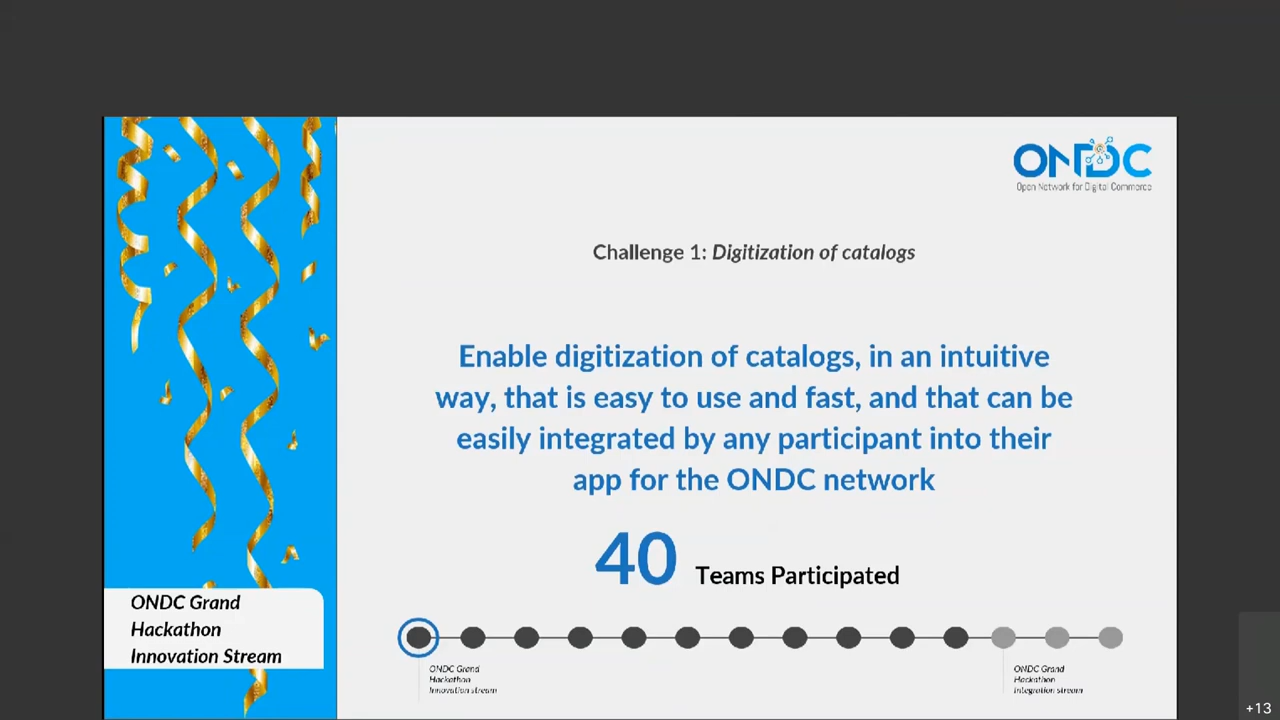 ONDC
Open Network for Digital Commerce
Challenge 1: Digitization of catalogs
Enable digitization of catalogs, in an intuitive
way, that is easy to use and fast, and that can be
easily integrated by any participant into their
app for the ONDC network
40 Teams Participated
ONDC Grand
Hackathon
Innovation Stream
ONDC Grand
Hackathon
Innovation stream
ONDC Grand
Hackathon
Integration stream
+13